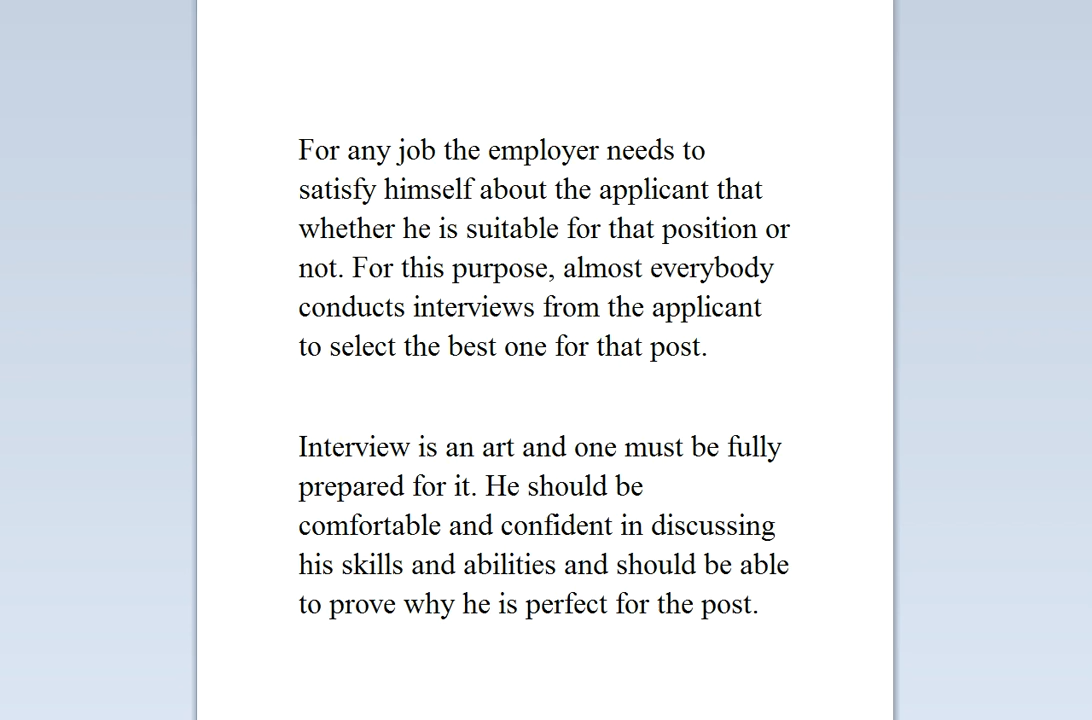 For any job the employer needs to
satisfy himself about the applicant that
whether he is suitable for that position or
not. For this purpose, almost everybody
conducts interviews from the applicant
to select the best one for that post.
Interview is an art and one must be fully
prepared for it. He should be
comfortable and confident in discussing
his skills and abilities and should be able
to prove why he is perfect for the post.